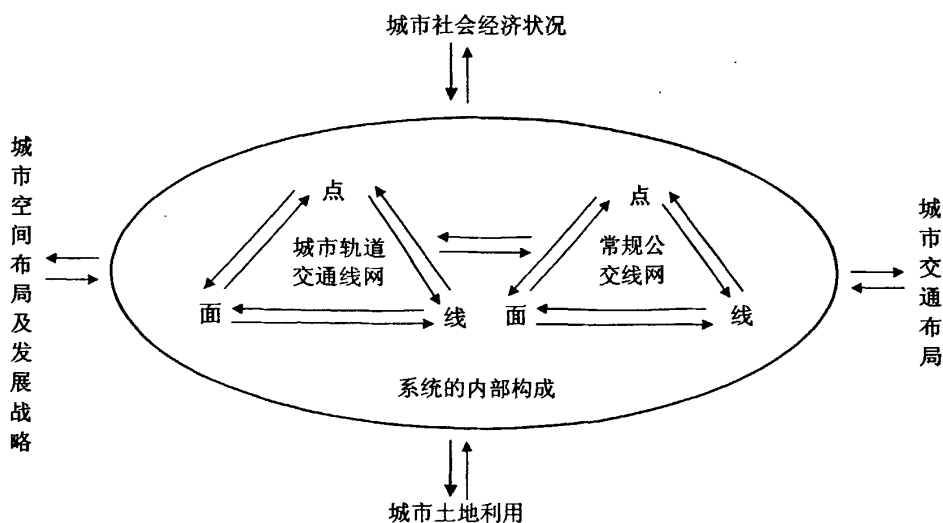 城市社会经济状况
城市空间布局及发展战略
点
点
城市轨道
交通线网
常规公
交线网
面
线
面
线
系统的内部构成
城市交通布局
城市土地利用